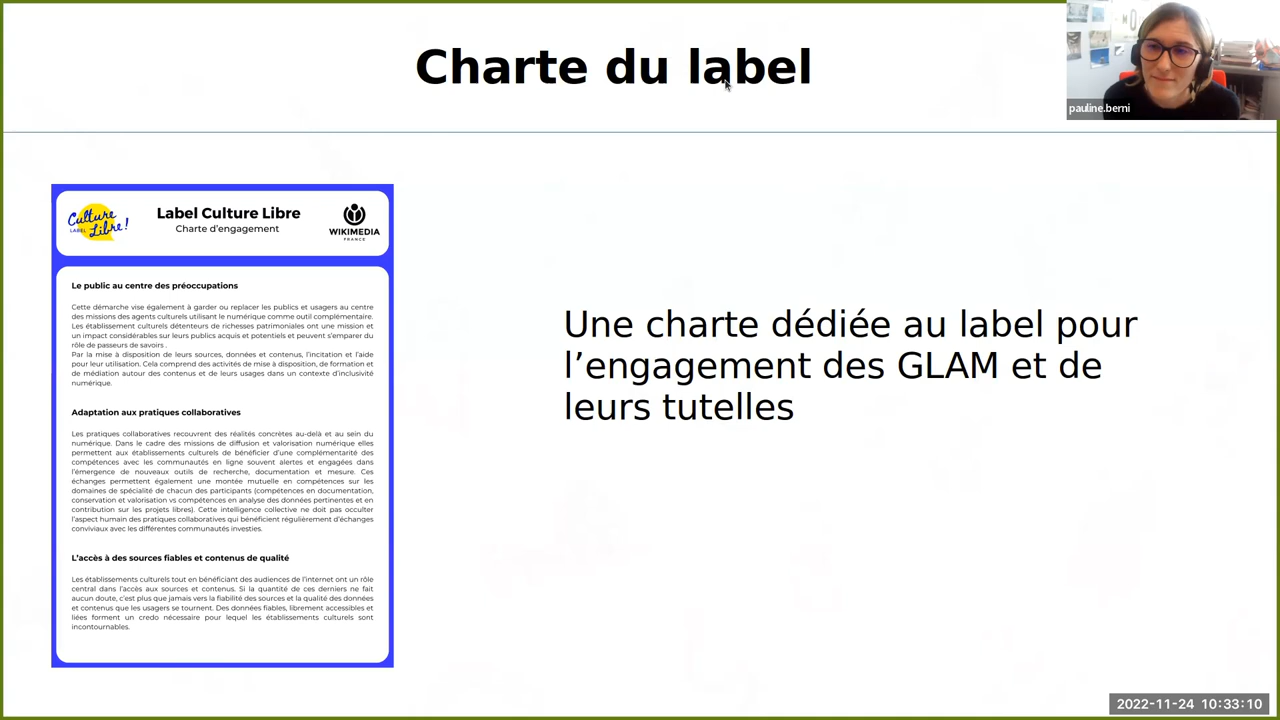 Charte du label
pauline.berni
Culture
LABEL Libre!
Label Culture Libre
Charte d'engagement
WIKIMEDIA
FRANCE
Le public au centre des préoccupations
Cette démarche vise également à garder ou replacer les publics et usagers au centre
des missions des agents culturels utilisant le numérique comme outil complémentaire.
Les établissement culturels détenteurs de richesses patrimoniales ont une mission et
un impact considérables sur leurs publics acquis et potentiels et peuvent s'emparer du
rôle de passeurs de savoirs .
Par la mise à disposition de leurs sources, données et contenus, l'incitation et l'aide
pour leur utilisation. Cela comprend des activités de mise à disposition, de formation et
de médiation autour des contenus et de leurs usages dans un contexte d'inclusivité
numérique.
Adaptation aux pratiques collaboratives
Les pratiques collaboratives recouvrent des réalités concrètes au-delà et au sein du
numérique. Dans le cadre des missions de diffusion et valorisation numérique elles
permettent aux établissements culturels de bénéficier d'une complémentarité des
compétences avec les communautés en ligne souvent alertes et engagées dans
l'émergence de nouveaux outils de recherche, documentation et mesure. Ces
échanges permettent également une montée mutuelle en compétences sur les
domaines de spécialité de chacun des participants (compétences en documentation,
conservation et valorisation vs compétences en analyse des données pertinentes et en
contribution sur les projets libres). Cette intelligence collective ne doit pas occulter
l'aspect humain des pratiques collaboratives qui bénéficient régulièrement d'échanges
conviviaux avec les différentes communautés investies.
L'accès à des sources fiables et contenus de qualité
Les établissements culturels tout en bénéficiant des audiences de l'internet ont un rôle
central dans l'accès aux sources et contenus. Si la quantité de ces derniers ne fait
aucun doute, c'est plus que jamais vers la fiabilité des sources et la qualité des données
et contenus que les usagers se tournent. Des données fiables, librement accessibles et
liées forment un credo nécessaire pour lequel les établissements culturels sont
incontournables.
Une charte dédiée au label pour
l'engagement des GLAM et de
leurs tutelles
2022-11-24 10:33:10